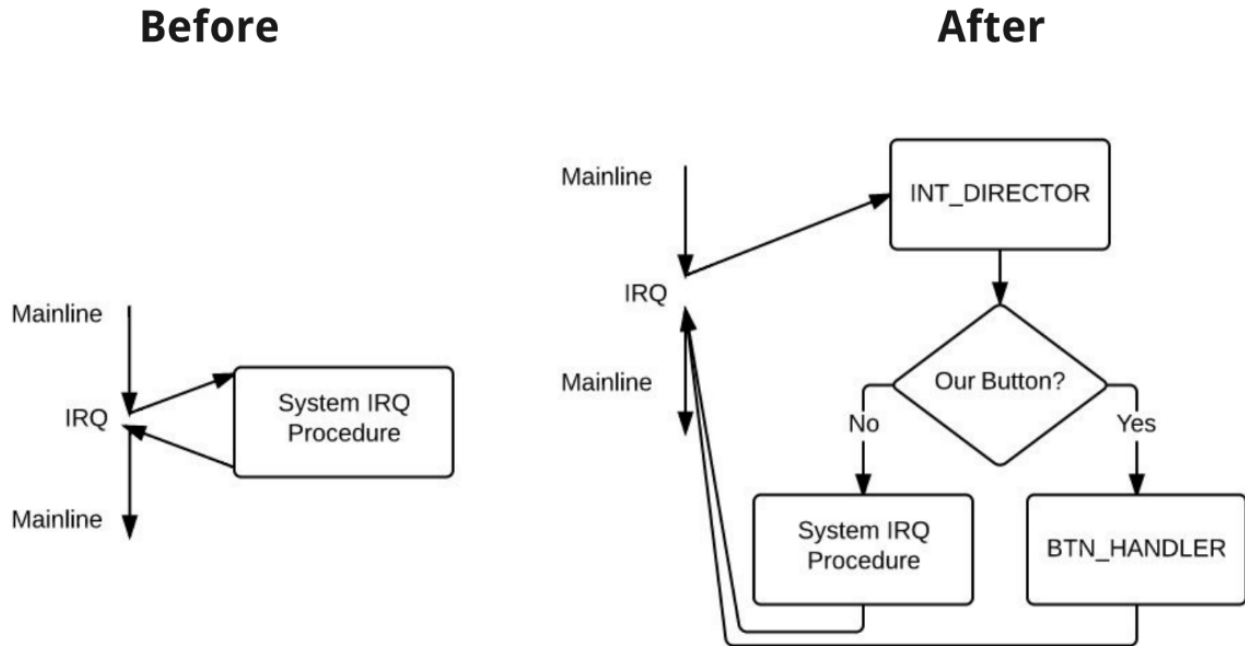 Before
Mainline
IRQ
System IRQ
Procedure
Mainline
After
Mainline
INT_DIRECTOR
IRQ
Our Button?
Mainline
No
Yes
System IRQ
Procedure
BTN_HANDLER